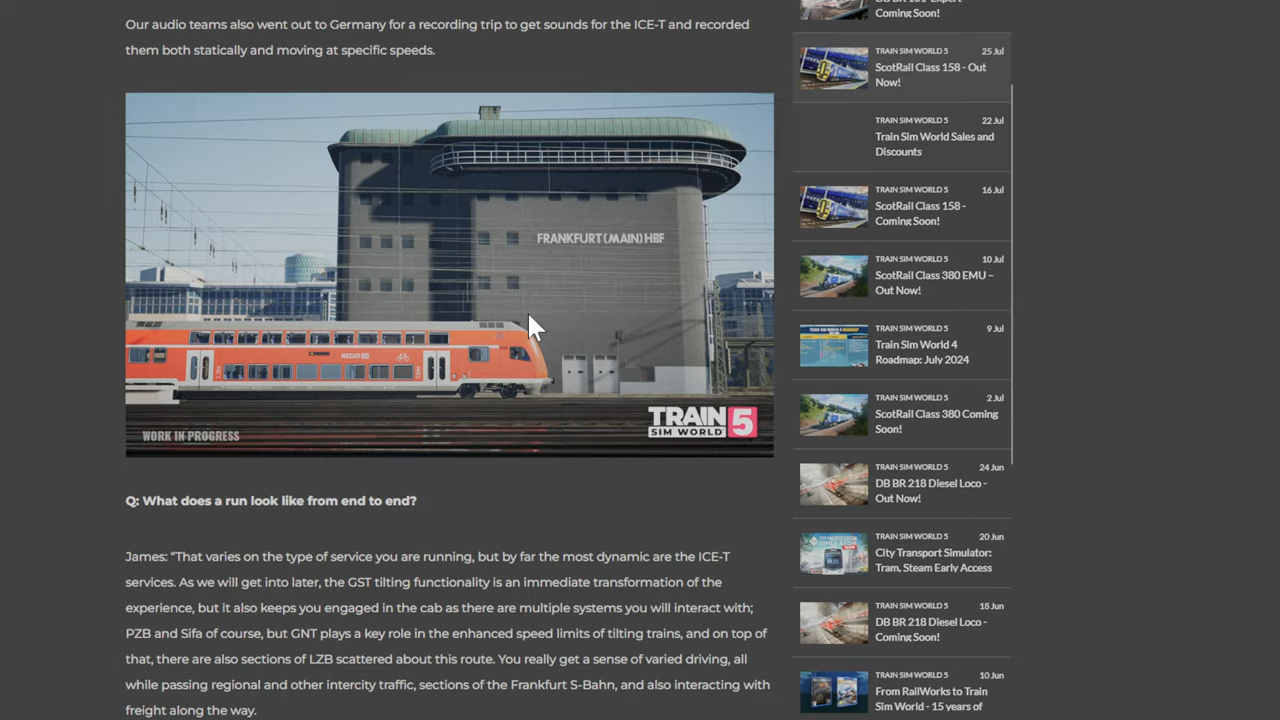 Our audio teams also went out to Germany for a recording trip to get sounds for the ICE-T and recorded
them both statically and moving at specific speeds.
FRANKFURT (MAIN) HBF
REGIO
WORK IN PROGRESS
TRAIN
SIM WORLD 5
Q: What does a run look like from end to end?
James: “That varies on the type of service you are running, but by far the most dynamic are the ICE-T
services. As we will get into later, the GST tilting functionality is an immediate transformation of the
experience, but it also keeps you engaged in the cab as there are multiple systems you will interact with;
PZB and Sifa of course, but GNT plays a key role in the enhanced speed limits of tilting trains, and on top of
that, there are also sections of LZB scattered about this route. You really get a sense of varied driving, all
while passing regional and other intercity traffic, sections of the Frankfurt S-Bahn, and also interacting with
freight along the way.
Coming Soon!
TRAIN SIM WORLD 5 25 Jul
ScotRail Class 158 - Out
Now!
TRAIN SIM WORLD 5 22 Jul
Train Sim World Sales and
Discounts
TRAIN SIM WORLD 5 16 Jul
ScotRail Class 158 -
Coming Soon!
TRAIN SIM WORLD 5 10 Jul
ScotRail Class 380 EMU –
Out Now!
TRAIN SIM WORLD 5 9 Jul
Train Sim World 4
Roadmap: July 2024
TRAIN SIM WORLD 5 2 Jul
ScotRail Class 380 Coming
Soon!
TRAIN SIM WORLD 5 24 Jun
DB BR 218 Diesel Loco -
Out Now!
TRAIN SIM WORLD 5 20 Jun
City Transport Simulator:
Tram, Steam Early Access
TRAIN SIM WORLD 5 18 Jun
DB BR 218 Diesel Loco -
Coming Soon!
TRAIN SIM WORLD 5 10 Jun
From RailWorks to Train
Sim World - 15 years of